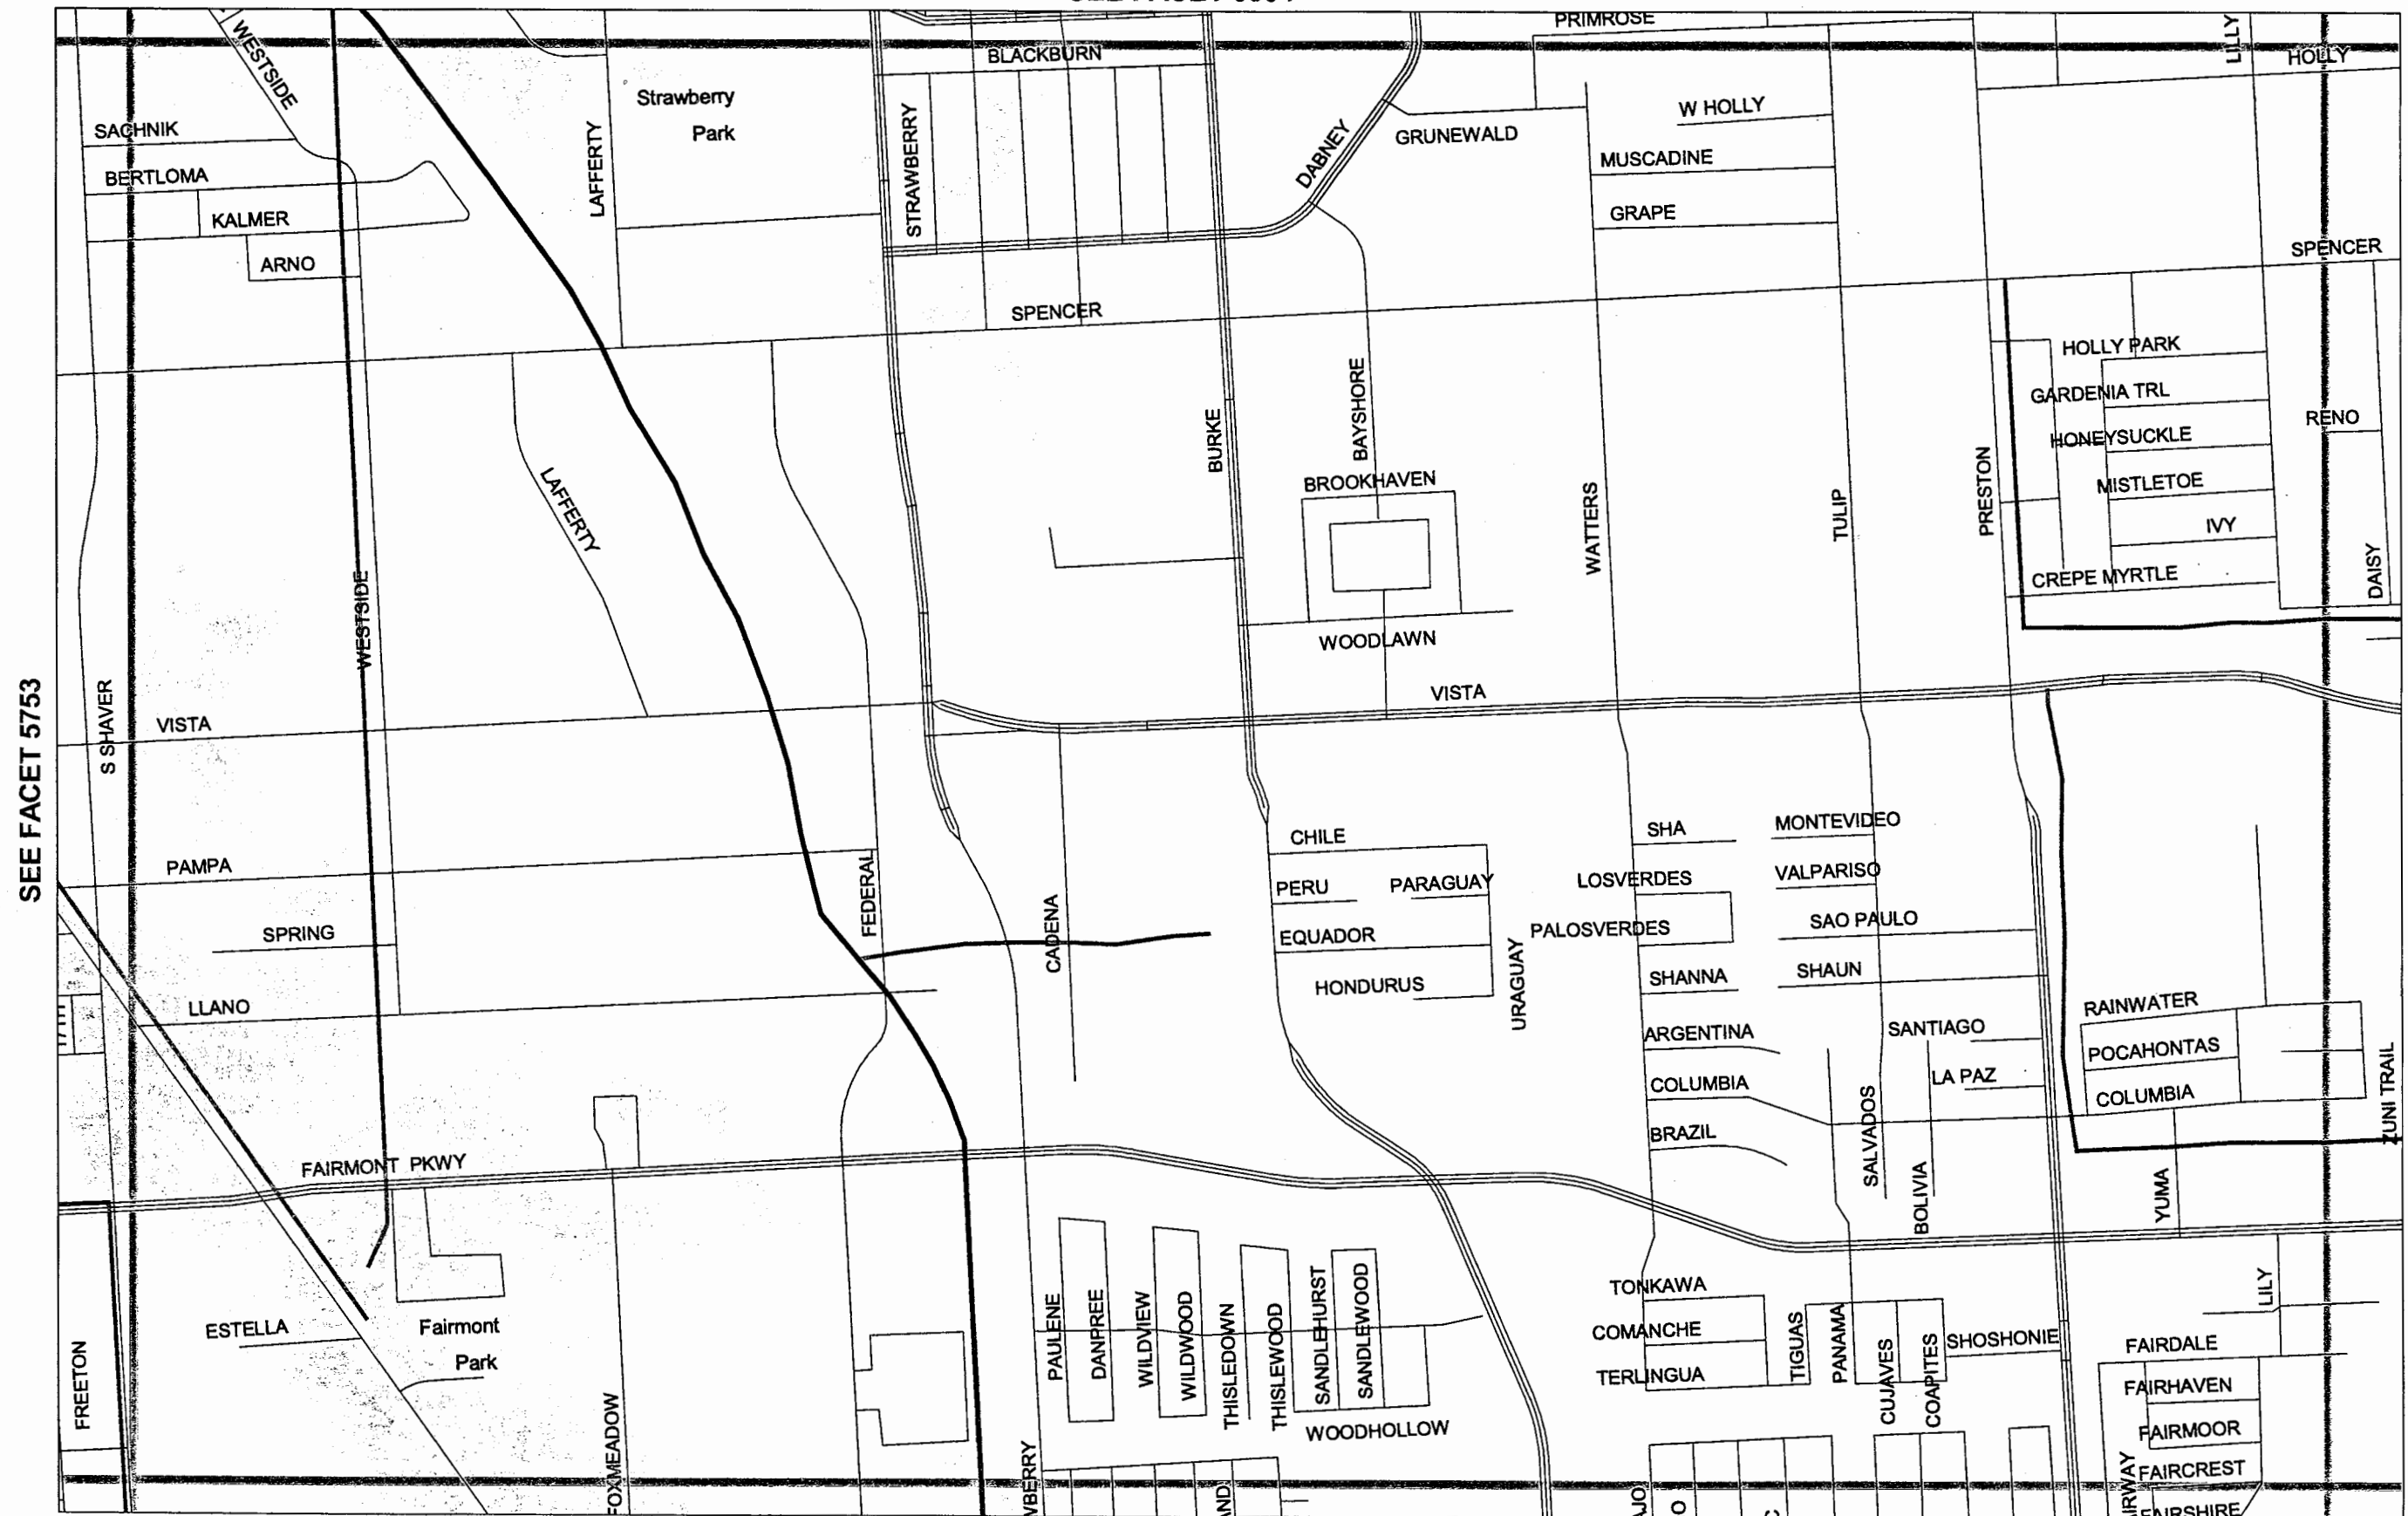 PRIMROSE
LILLY
HOLLY
WESTSIDE
BLACKBURN
Strawberry
Park
W HOLLY
SACHNIK
LAFFERTY
STRAWBERRY
DABNEY
GRUNEWALD
MUSCADINE
BERTLOMA
KALMER
GRAPE
ARNO
SPENCER
SPENCER
HOLLY PARK
GARDENIA TRL
BURKE
BAYSHORE
RENO
HONEYSUCKLE
LAFFERTY
BROOKHAVEN
WATTERS
TULIP
PRESTON
MISTLETOE
IVY
CREPE MYRTLE
DAISY
WESTSIDE
WOODLAWN
SEE FACET 5753
S SHAVER
VISTA
VISTA
CHILE
SHA
MONTEVIDEO
PAMPA
FEDERAL
PERU
PARAGUAY
LOSVERDES
VALPARISO
SPRING
CADENA
EQUADOR
URAGUAY
PALOSVERDES
SAO PAULO
HONDURUS
SHANNA
SHAUN
LLANO
RAINWATER
ARGENTINA
SANTIAGO
POCAHONTAS
COLUMBIA
LA PAZ
COLUMBIA
ZUNI TRAIL
BRAZIL
SALVADOS
BOLIVIA
YUMA
FAIRMONT PKWY
TONKAWA
LILY
ESTELLA
Fairmont
Park
PAULENE
DANPREE
WILDVIEW
WILDWOOD
THISLEDOWN
THISLEWOOD
SANDLEHURST
SANDLEWOOD
COMANCHE
TERLINGUA
TIGUAS
PANAMA
CUJAVES
COAPITES
SHOSHONIE
FAIRDALE
FREETON
FAIRHAVEN
FOXMEADOW
WOODHOLLOW
FAIRMOOR
FAIRCREST